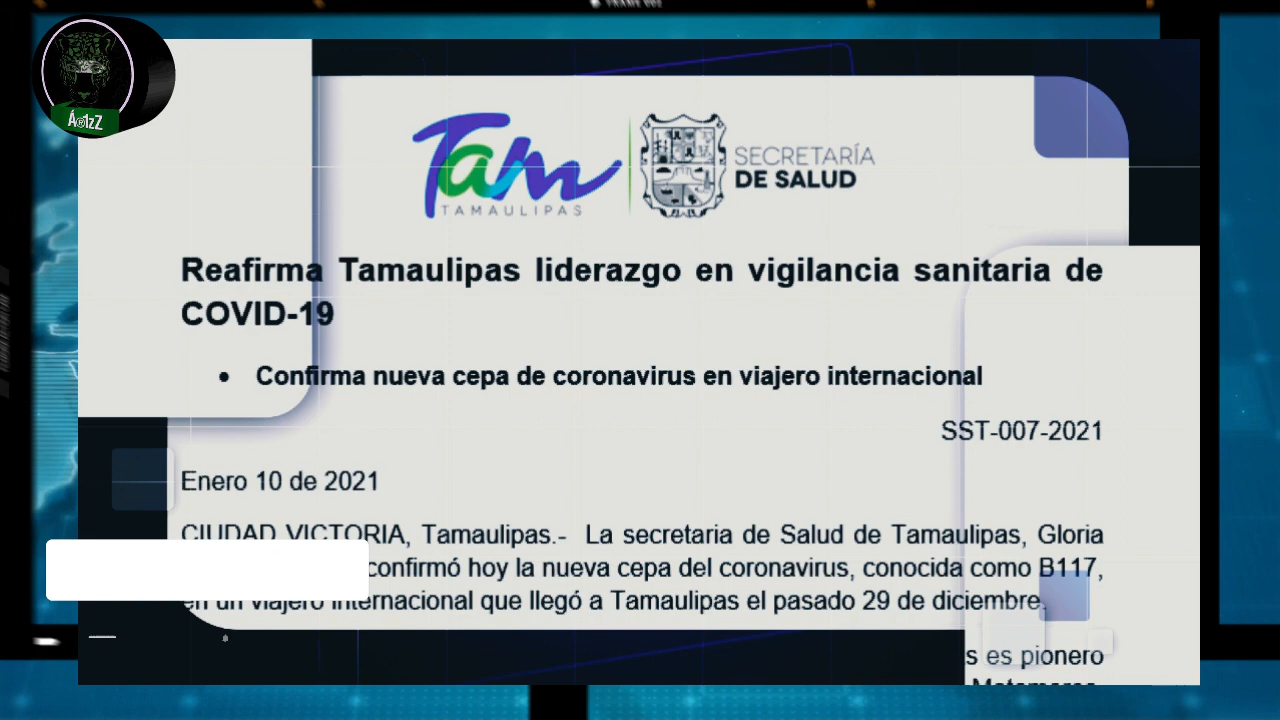 Á®1zZ
Tam
TAMAULIPAS
SECRETARÍA
DE SALUD
Reafirma Tamaulipas liderazgo en vigilancia sanitaria de
COVID-19
• Confirma nueva cepa de coronavirus en viajero internacional
SST-007-2021
Enero 10 de 2021
CIUDAD VICTORIA, Tamaulipas.- La secretaria de Salud de Tamaulipas, Gloria
confirmó hoy la nueva cepa del coronavirus, conocida como B117,
en un viajero internacional que llegó a Tamaulipas el pasado 29 de diciembre.
s es pionero